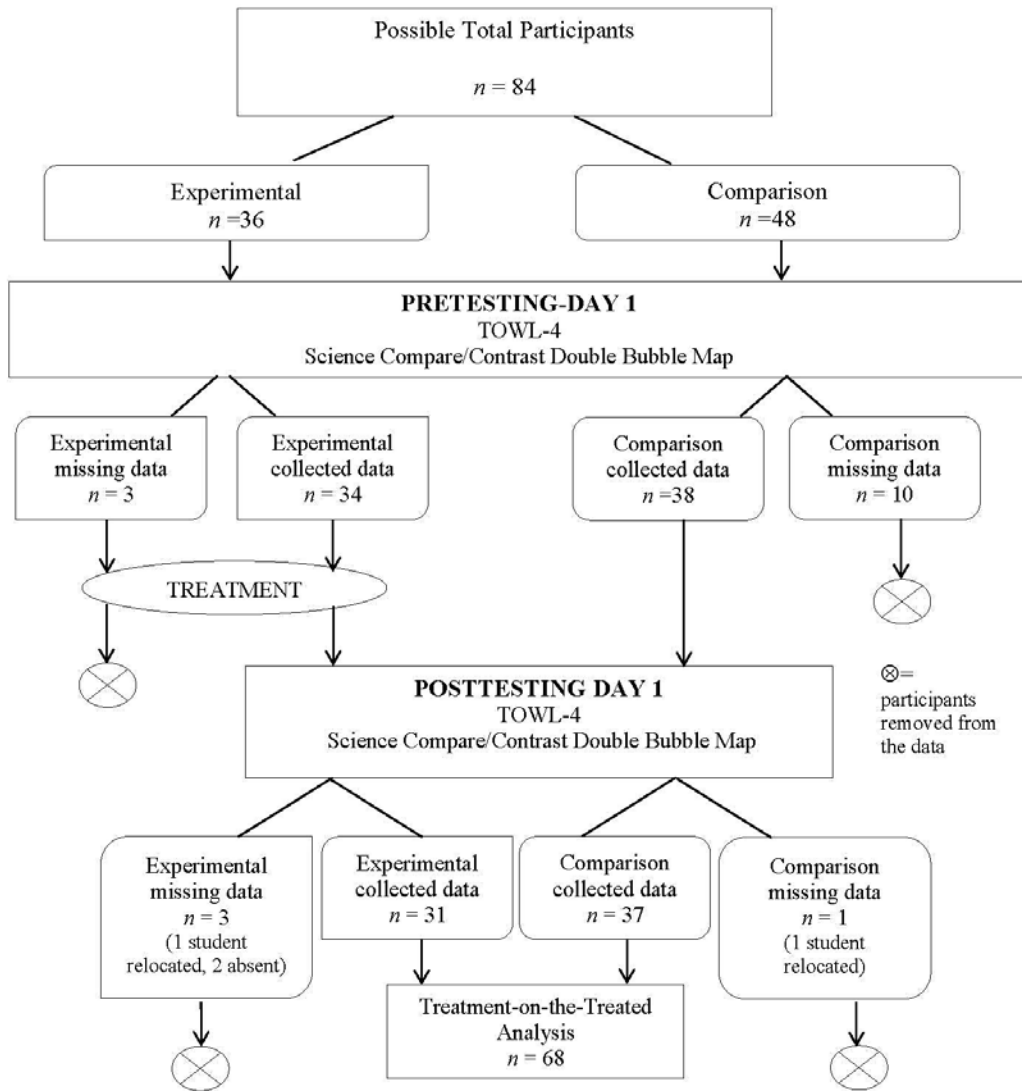 Possible Total Participants
n = 84
Experimental
n =36
Comparison
n =48
PRETESTING-DAY 1
TOWL-4
Science Compare/Contrast Double Bubble Map
Experimental
missing data
n = 3
Experimental
collected data
n = 34
Comparison
collected data
n =38
Comparison
missing data
n = 10
TREATMENT
POSTTESTING DAY 1
TOWL-4
Science Compare/Contrast Double Bubble Map
⊗=
participants
removed from
the data
Experimental
missing data
n = 3
(1 student
relocated, 2 absent)
Experimental
collected data
n = 31
Comparison
collected data
n = 37
Comparison
missing data
n = 1
(1 student
relocated)
Treatment-on-the-Treated
Analysis
n = 68